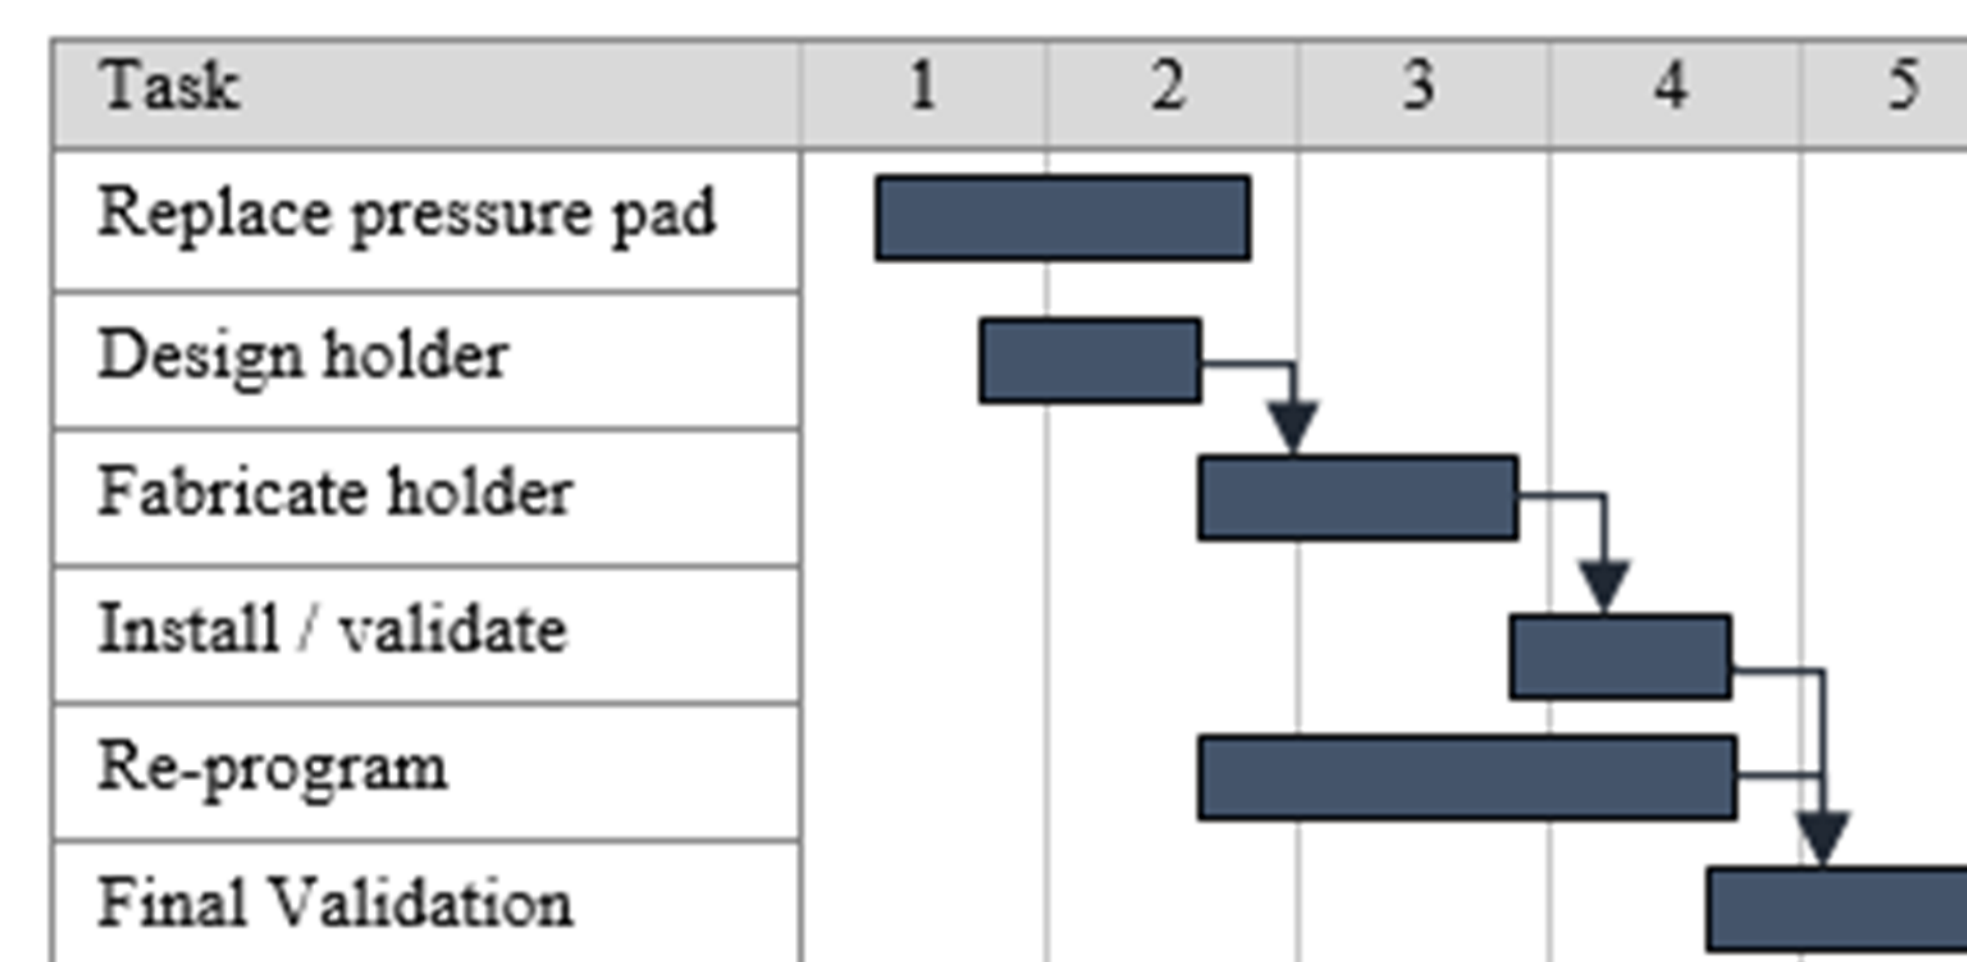 Task 1 2 3 4 5
Replace pressure pad
Design holder
Fabricate holder
Install / validate
Re-program
Final Validation